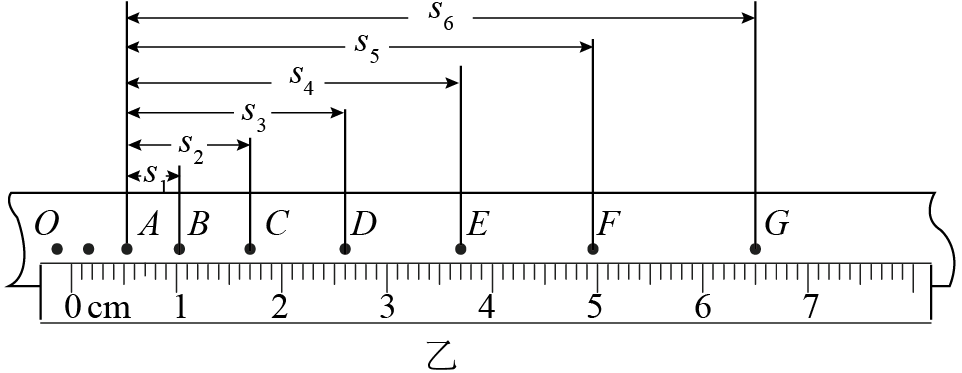 s₆
s₅
s₄
s₃
s₂
s₁
O A B C D E F G
0 cm 1 2 3 4 5 6 7
乙